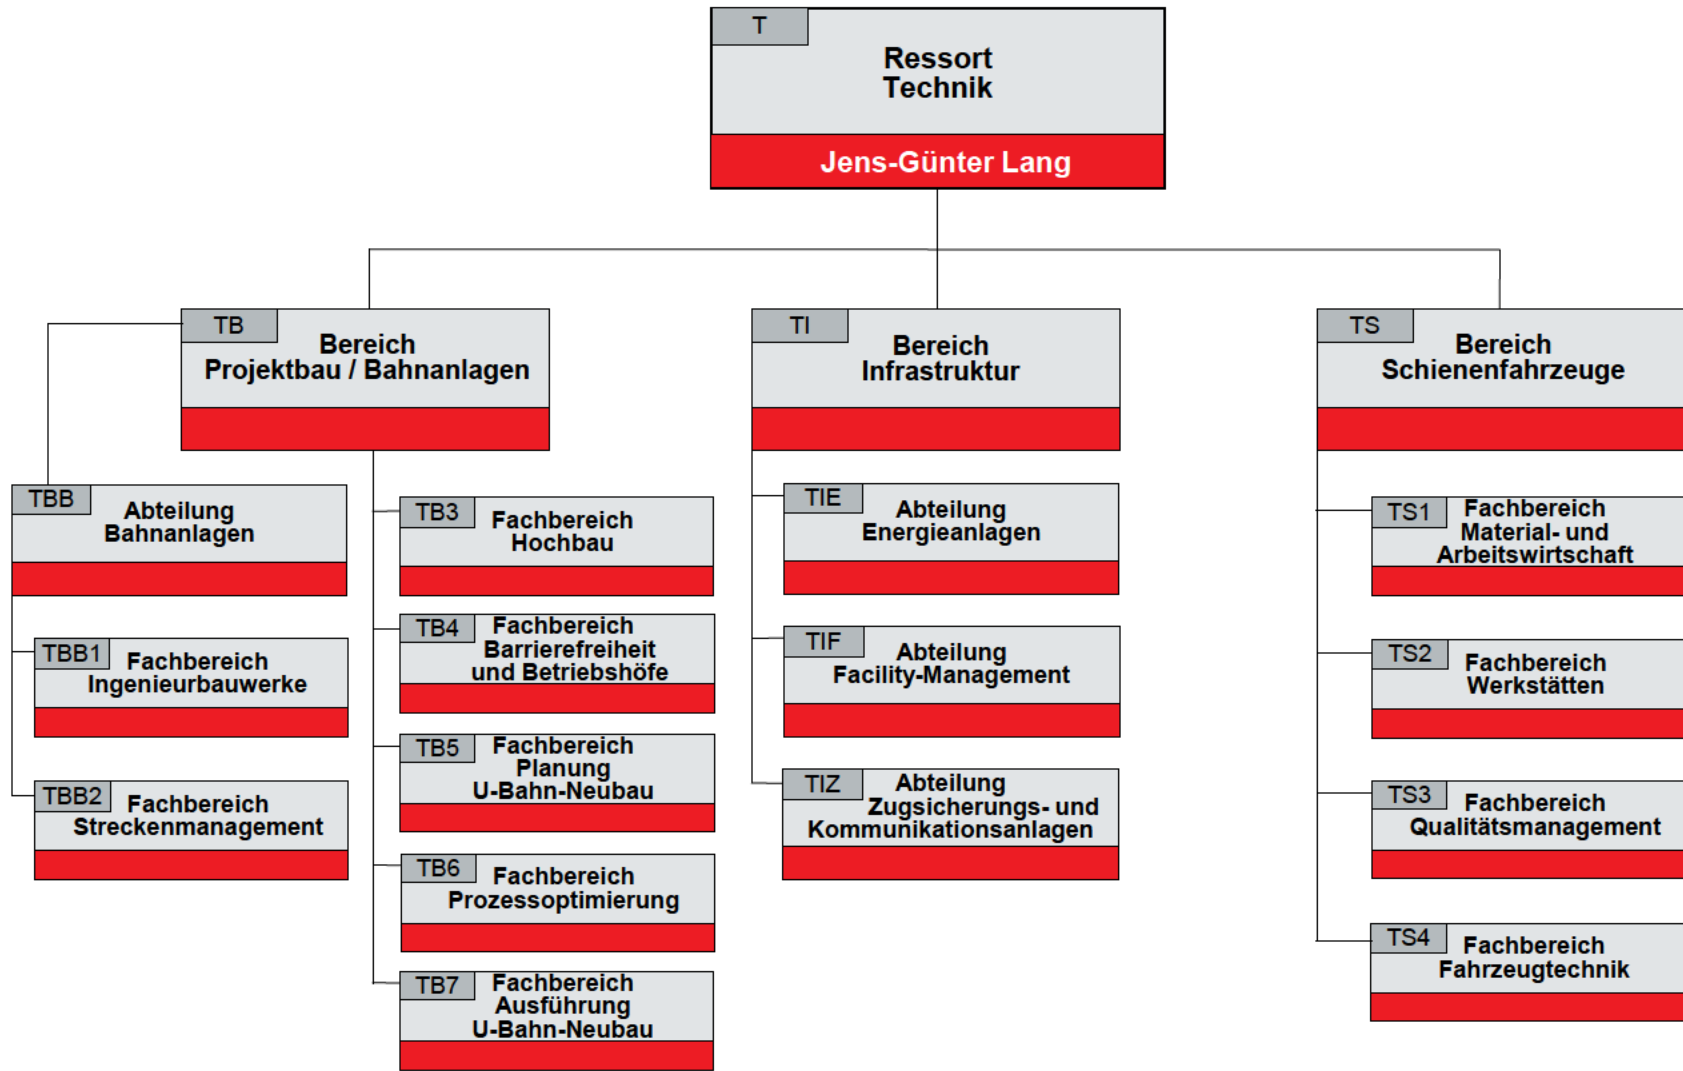 T
Ressort
Technik
Jens-Günter Lang
TB
Bereich
Projektbau / Bahnanlagen
TI
Bereich
Infrastruktur
TS
Bereich
Schienenfahrzeuge
TBB
Abteilung
Bahnanlagen
TBB1
Fachbereich
Ingenieurbauwerke
TBB2
Fachbereich
Streckenmanagement
TB3
Fachbereich
Hochbau
TB4
Fachbereich
Barrierefreiheit
und Betriebshöfe
TB5
Fachbereich
Planung
U-Bahn-Neubau
TB6
Fachbereich
Prozessoptimierung
TB7
Fachbereich
Ausführung
U-Bahn-Neubau
TIE
Abteilung
Energieanlagen
TIF
Abteilung
Facility-Management
TIZ
Abteilung
Zugsicherungs- und
Kommunikationsanlagen
TS1
Fachbereich
Material- und
Arbeitswirtschaft
TS2
Fachbereich
Werkstätten
TS3
Fachbereich
Qualitätsmanagement
TS4
Fachbereich
Fahrzeugtechnik